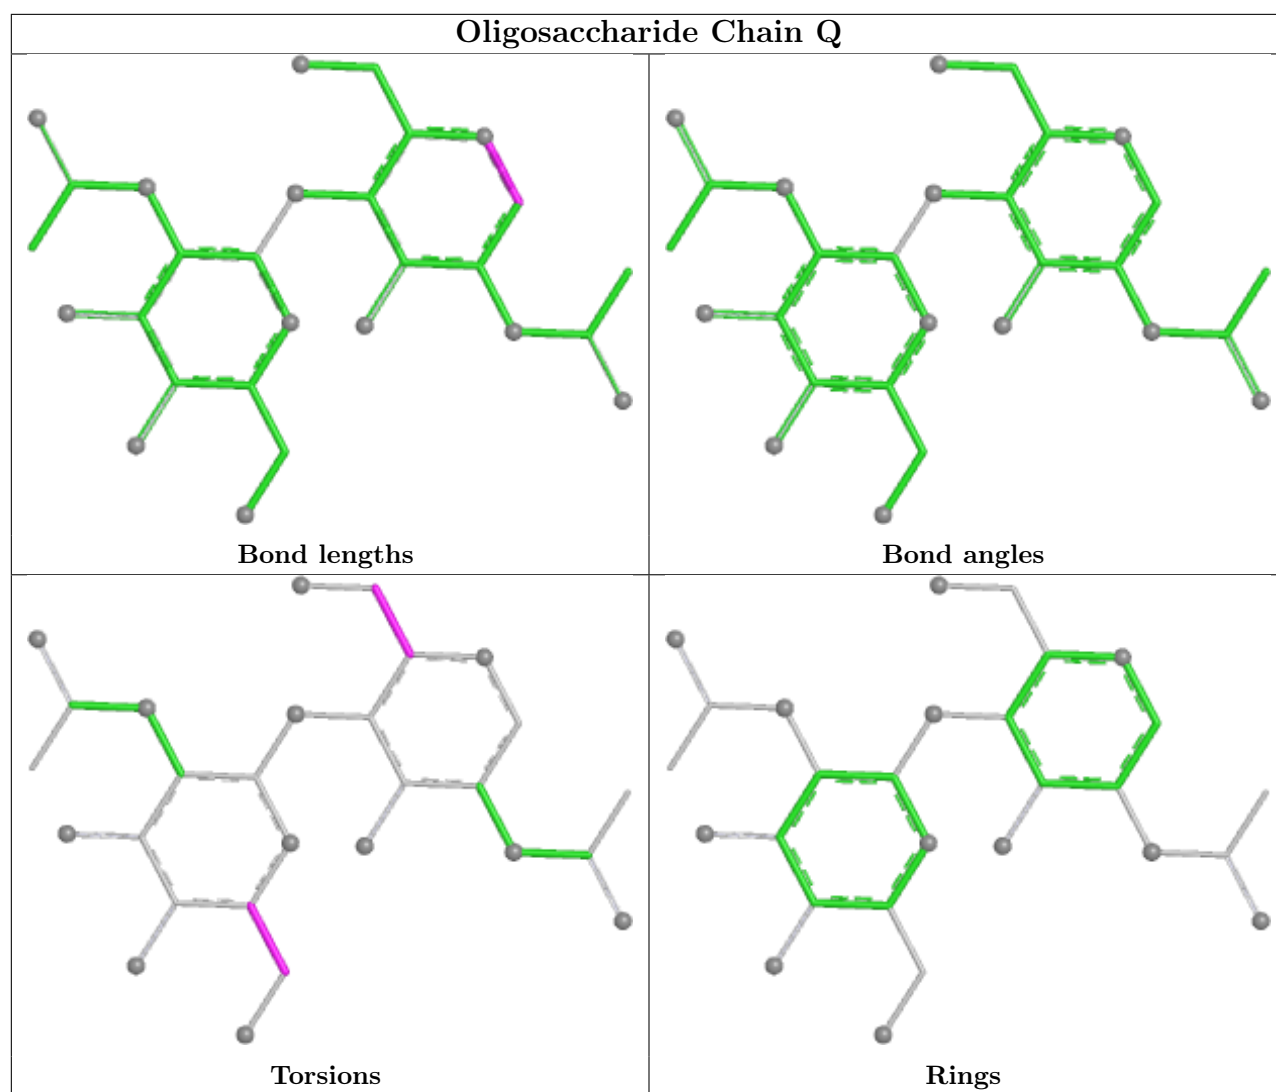 Oligosaccharide Chain Q
Bond lengths
Bond angles
Torsions
Rings